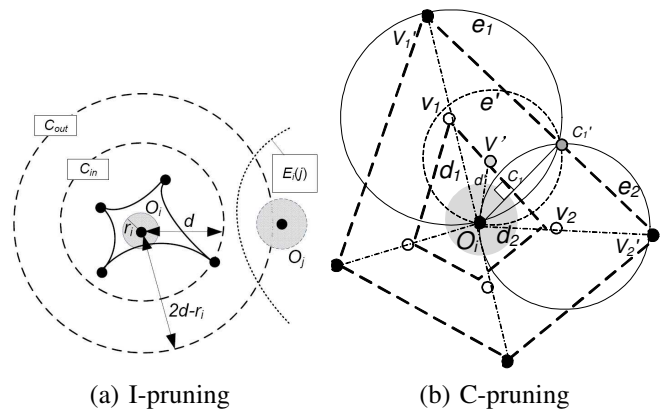 C_out
C_in
E_i(j)
O_i
r_i
d
O_j
2d-r_i
(a) I-pruning
V_1'
e_1
e'
v_1
V'
C_1'
d_1
d
C_1
e_2
v_2
O_i
d_2
V_2'
(b) C-pruning